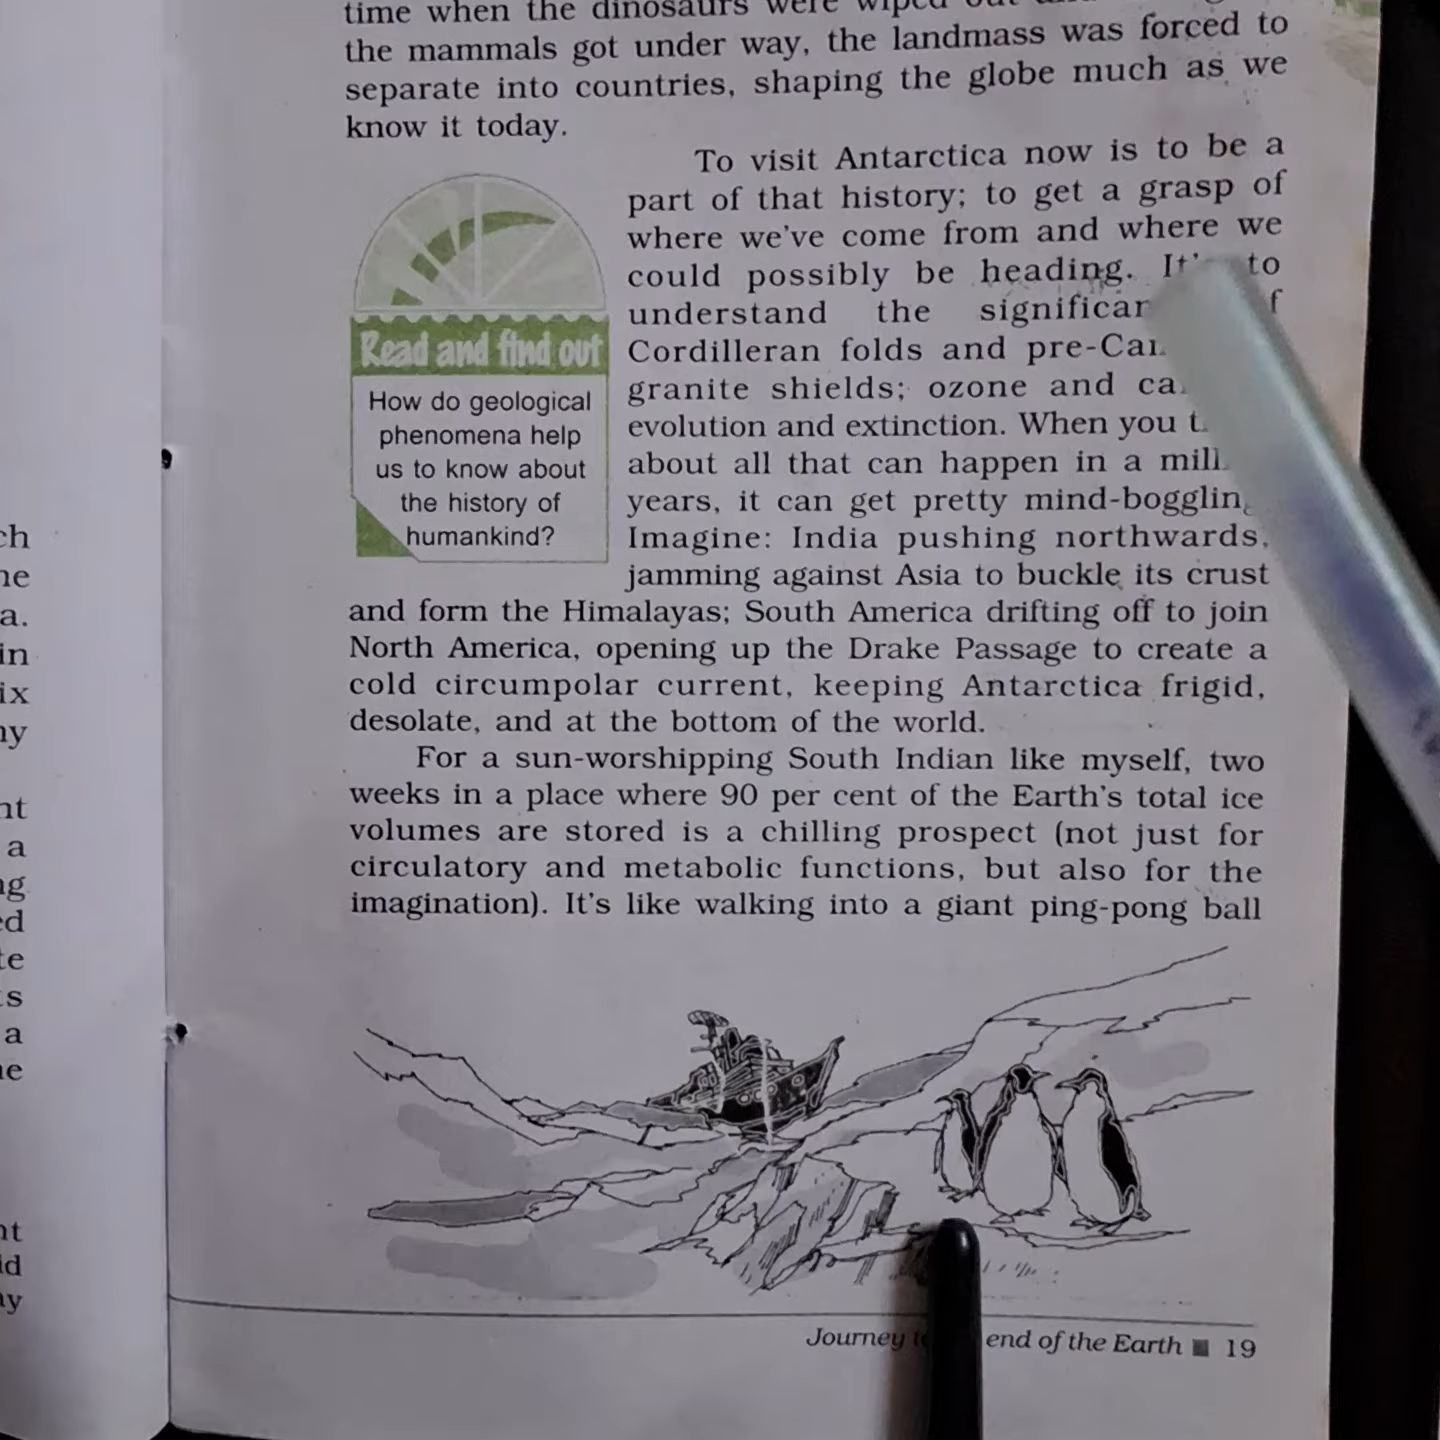 time when the dinosaurs were wiped out
the mammals got under way, the landmass was forced to
separate into countries, shaping the globe much as we
know it today.
To visit Antarctica now is to be a
part of that history; to get a grasp of
where we've come from and where we
could possibly be heading. to
understand the
Cordilleran folds and
granite shields; ozone and
evolution and extinction. When you
about all that can happen in a
years, it can get pretty
Imagine: India pushing northwards,
jamming against Asia to buckle its crust
and form the Himalayas; South America drifting off to join
North America, opening up the Drake Passage to create a
cold circumpolar current, keeping Antarctica frigid,
desolate, and at the bottom of the world.
For a sun-worshipping South Indian like myself, two
weeks in a place where 90 per cent of the Earth's total ice
volumes are stored is a chilling prospect (not just for
circulatory and metabolic functions, but also for the
imagination). It's like walking into a giant ping-pong ball
Read and find out
How do geological
phenomena help
us to know about
the history of
humankind?
Journey end of the Earth ■ 19